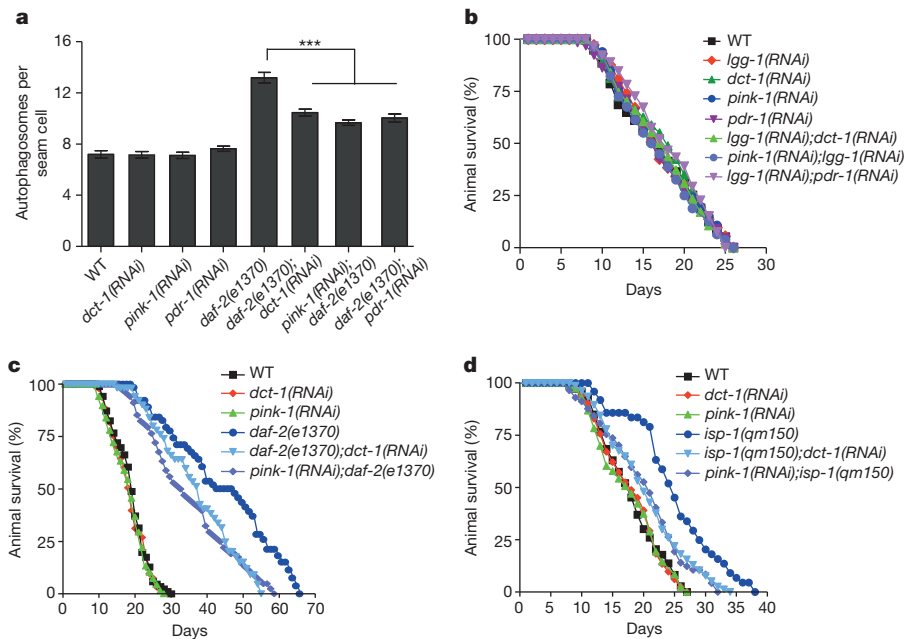 a
Autophagosomes per
seam cell
16
12
8
4
0
***
WT
dct-1(RNAi)
pink-1(RNAi)
pdr-1(RNAi)
daf-2(e1370)
daf-2(e1370);
dct-1(RNAi)
pink-1(RNAi);
daf-2(e1370)
daf-2(e1370);
pdr-1(RNAi)
b
Animal survival (%)
100
75
50
25
0
0 5 10 15 20 25 30
Days
WT
lgg-1(RNAi)
dct-1(RNAi)
pink-1(RNAi)
pdr-1(RNAi)
lgg-1(RNAi);dct-1(RNAi)
pink-1(RNAi);lgg-1(RNAi)
lgg-1(RNAi);pdr-1(RNAi)
c
Animal survival (%)
100
75
50
25
0
0 10 20 30 40 50 60 70
Days
WT
dct-1(RNAi)
pink-1(RNAi)
daf-2(e1370)
daf-2(e1370);dct-1(RNAi)
pink-1(RNAi);daf-2(e1370)
d
Animal survival (%)
100
75
50
25
0
0 5 10 15 20 25 30 35 40
Days
WT
dct-1(RNAi)
pink-1(RNAi)
isp-1(qm150)
isp-1(qm150);dct-1(RNAi)
pink-1(RNAi);isp-1(qm150)